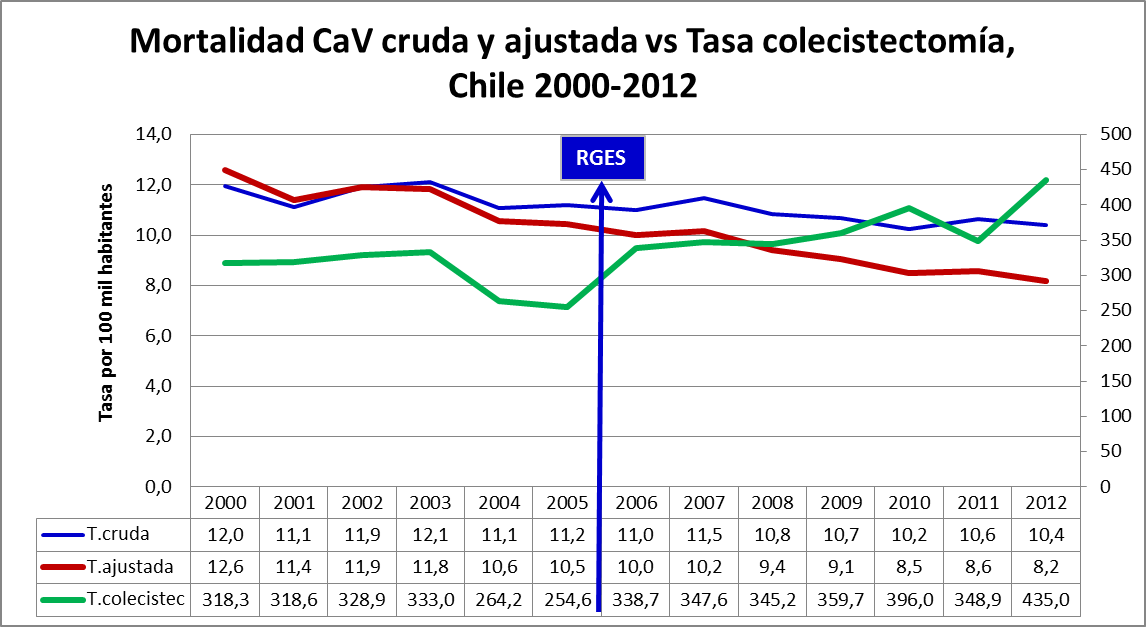 Mortalidad CaV cruda y ajustada vs Tasa colecistectomía,
Chile 2000-2012
Tasa por 100 mil habitantes
14,0
12,0
10,0
8,0
6,0
4,0
2,0
0,0
RGES
500
450
400
350
300
250
200
150
100
50
0
2000 2001 2002 2003 2004 2005 2006 2007 2008 2009 2010 2011 2012
T.cruda 12,0 11,1 11,9 12,1 11,1 11,2 11,0 11,5 10,8 10,7 10,2 10,6 10,4
T.ajustada 12,6 11,4 11,9 11,8 10,6 10,5 10,0 10,2 9,4 9,1 8,5 8,6 8,2
T.colecistec 318,3 318,6 328,9 333,0 264,2 254,6 338,7 347,6 345,2 359,7 396,0 348,9 435,0